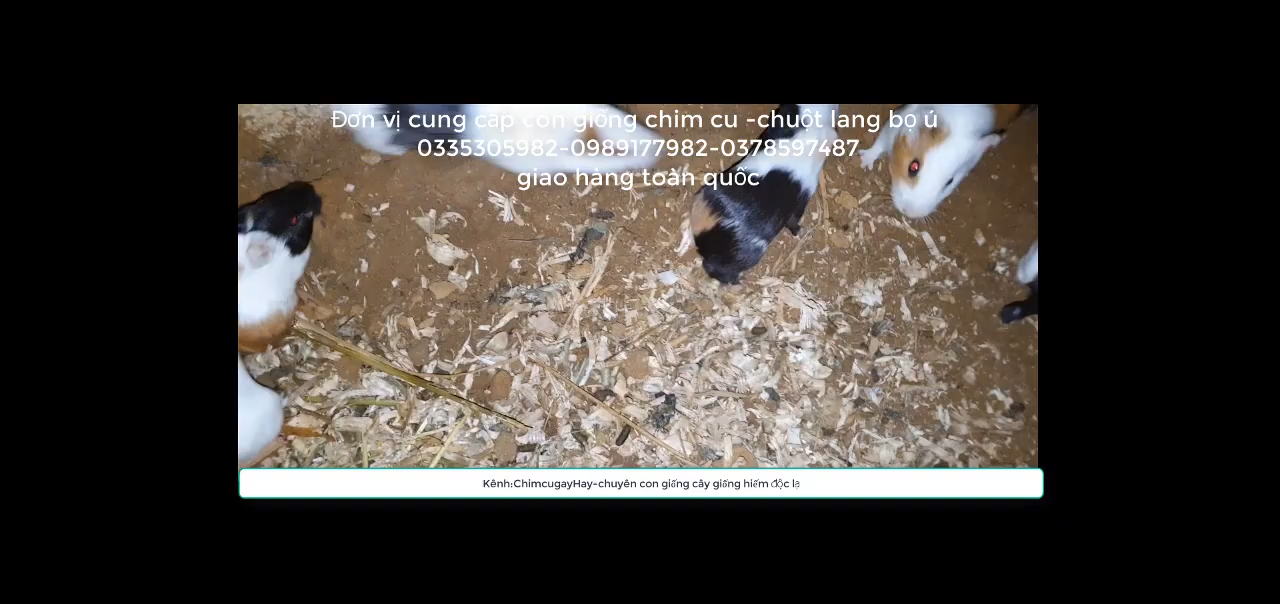 Đơn vị cung cấp con giống chim cu -chuột lang bọ ú
0335305982-0989177982-0378597487
giao hàng toàn quốc
Kênh:ChimcugayHay-chuyên con giống cây giống hiếm độc lạ